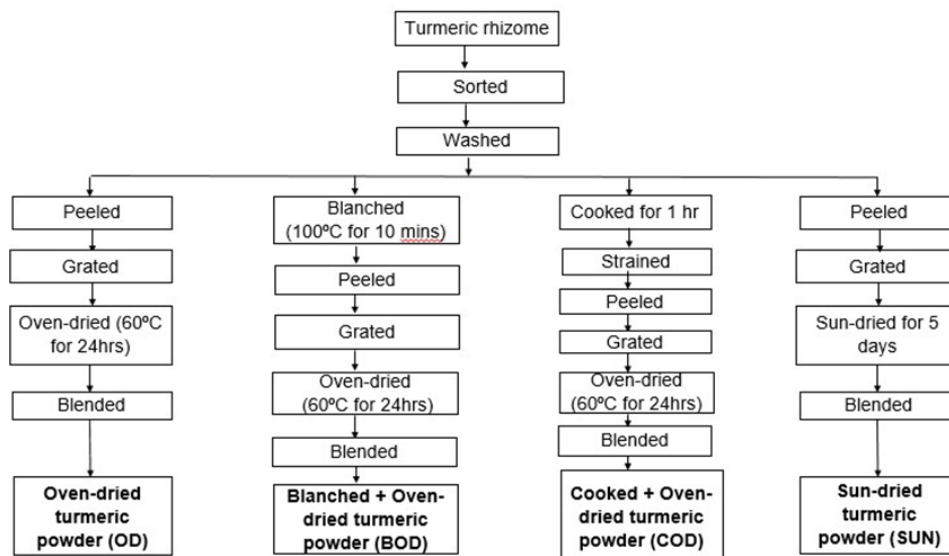 Turmeric rhizome
Sorted
Washed
Peeled
Grated
Oven-dried (60ºC
for 24hrs)
Blended
Oven-dried
turmeric
powder (OD)
Blanched
(100ºC for 10 mins)
Peeled
Grated
Oven-dried
(60ºC for 24hrs)
Blended
Blanched + Oven-
dried turmeric
powder (BOD)
Cooked for 1 hr
Strained
Peeled
Grated
Oven-dried
(60ºC for 24hrs)
Blended
Cooked + Oven-
dried turmeric
powder (COD)
Peeled
Grated
Sun-dried for 5
days
Blended
Sun-dried
turmeric
powder (SUN)